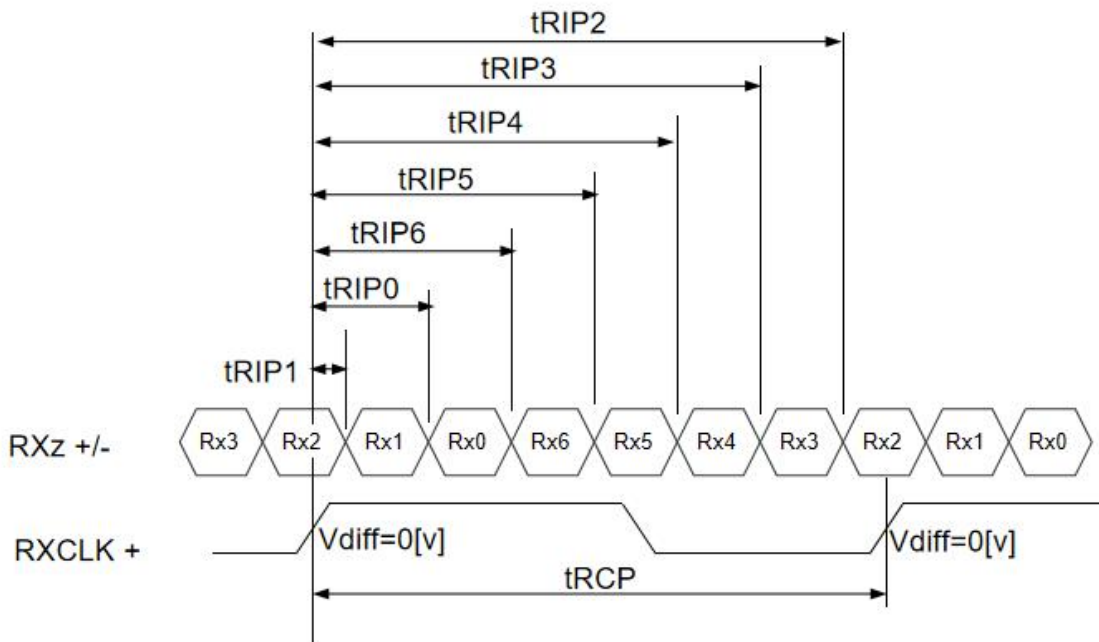 tRIP2
tRIP3
tRIP4
tRIP5
tRIP6
tRIP0
tRIP1
RXz +/- Rx3 Rx2 Rx1 Rx0 Rx6 Rx5 Rx4 Rx3 Rx2 Rx1 Rx0
RXCLK + Vdiff=0[v] Vdiff=0[v]
tRCP